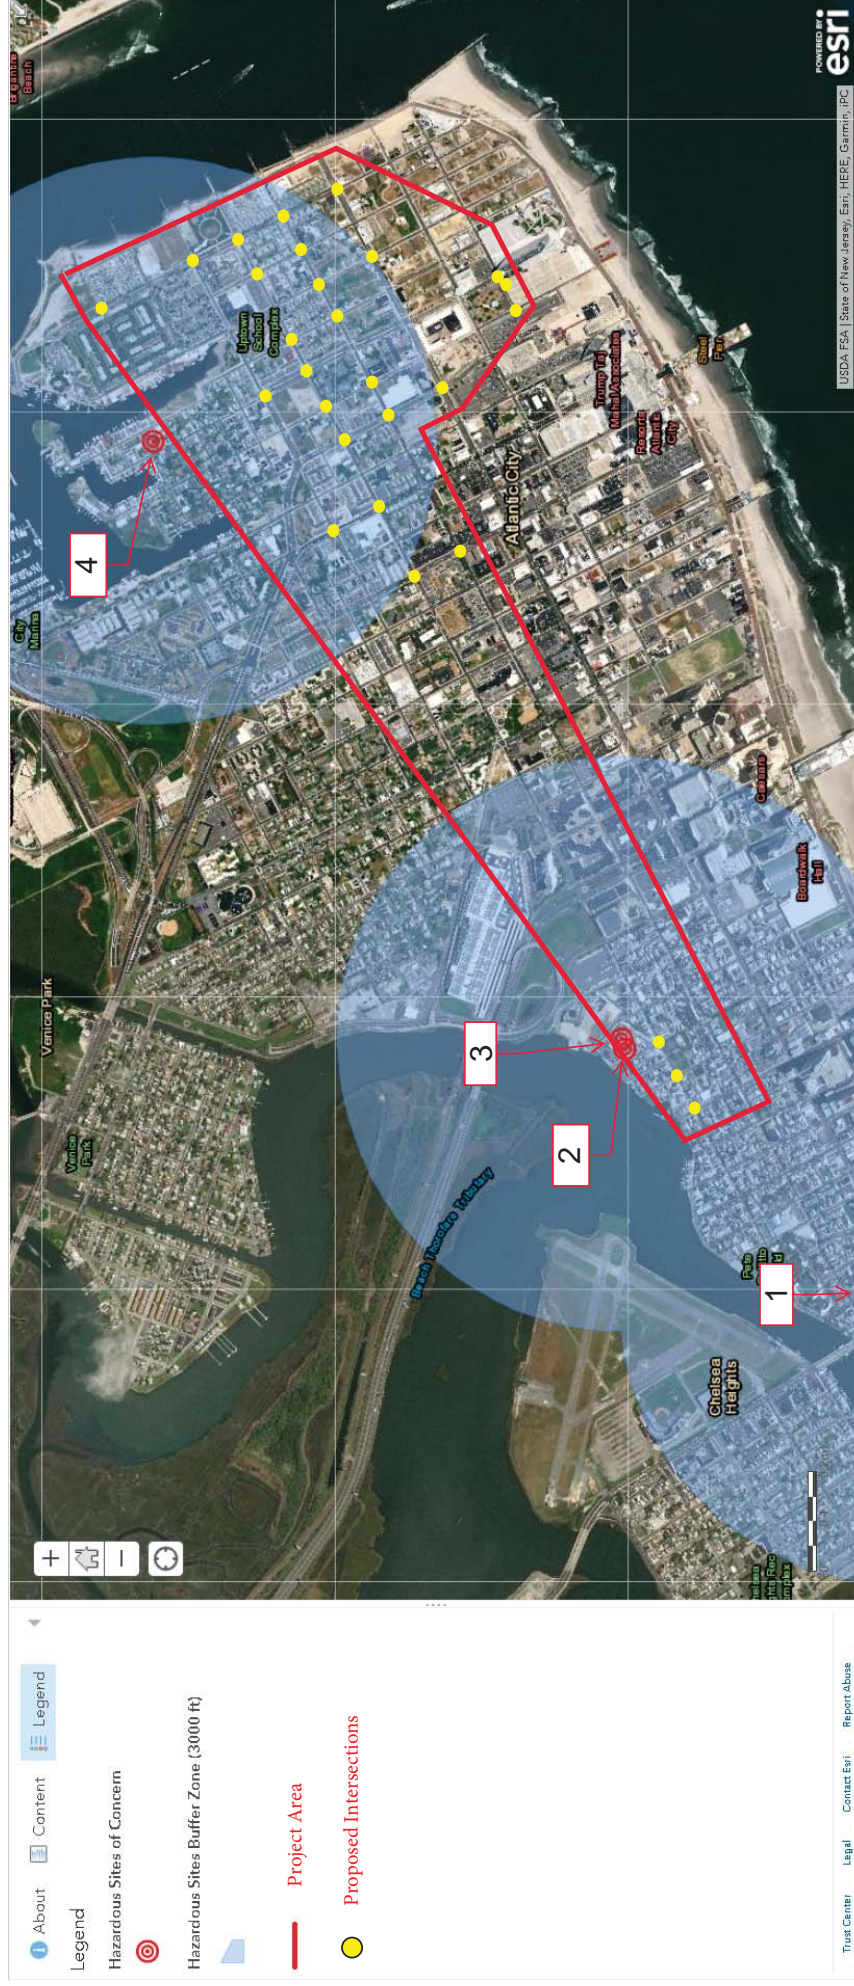 About Content Legend
Legend
Hazardous Sites of Concern
Hazardous Sites Buffer Zone (3000 ft)
Project Area
Proposed Intersections
Trust Center Legal Contact Esri Report Abuse
+
−
Venice Park
Venice
Park
City
Marina
Brigantine
Beach
4
Uptown
School
Complex
Beach Thorofare Tributary
3
2
Atlantic City
Trump Taj
Mahal Associates
Resorts
Atlantic
City
Steel
Pier
Chelsea
Heights
Pete
1
Caesars
Boardwalk
Hall
POWERED BY
esri
USDA FSA | State of New Jersey, Esri, HERE, Garmin, iPC